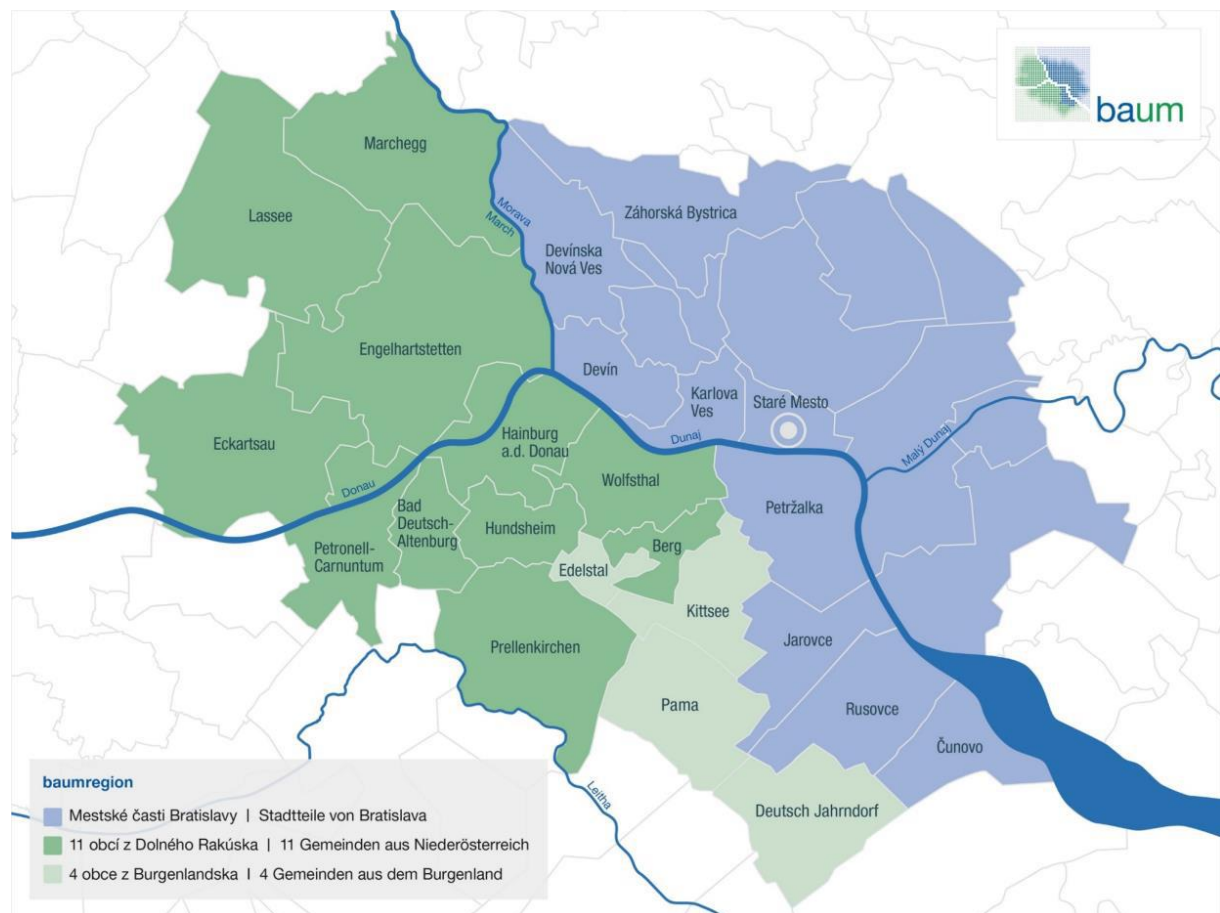 baum
Marchegg
Lassee
Morava
March
Záhorská Bystrica
Devínska
Nová Ves
Engelhartstetten
Devín
Karlova
Ves
Staré Mesto
Eckartsau
Hainburg
a.d. Donau
Dunaj
Malý Dunaj
Donau
Wolfsthal
Petržalka
Bad
Deutsch-
Altenburg
Hundsheim
Berg
Petronell-
Carnuntum
Edelstal
Kittsee
Prellenkirchen
Jarovce
Pama
Rusovce
Čunovo
Leitha
Deutsch Jahrndorf
baumregion
Mestské časti Bratislavy | Stadtteile von Bratislava
11 obcí z Dolného Rakúska | 11 Gemeinden aus Niederösterreich
4 obce z Burgenlandska | 4 Gemeinden aus dem Burgenland